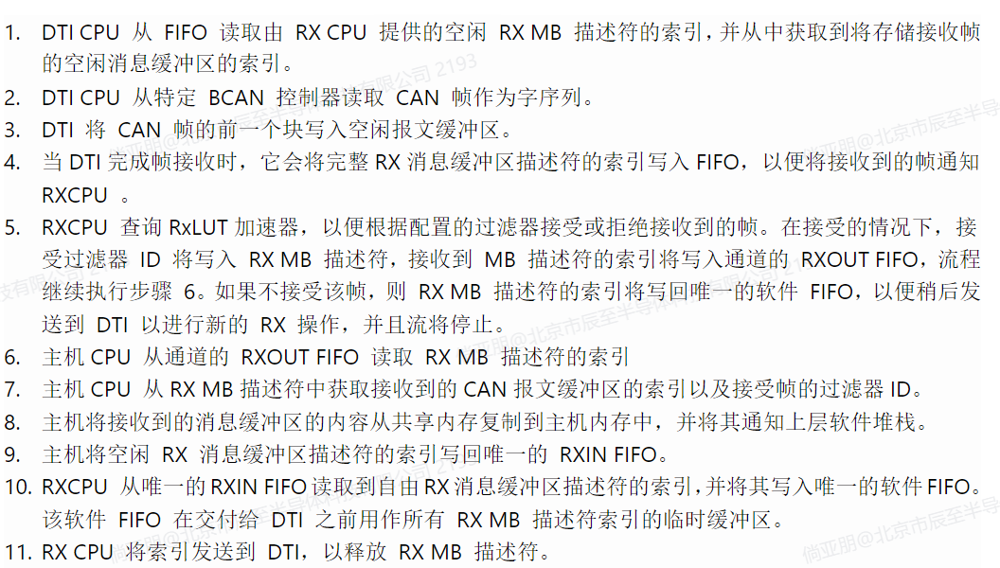 1. DTI CPU 从 FIFO 读取由 RX CPU 提供的空闲 RX MB 描述符的索引，并从中获取到将存储接收帧
的空闲消息缓冲区的索引。
2. DTI CPU 从特定 BCAN 控制器读取 CAN 帧作为字序列。
3. DTI 将 CAN 帧的前一个块写入空闲报文缓冲区。
4. 当 DTI 完成帧接收时，它会将完整 RX 消息缓冲区描述符的索引写入 FIFO，以便将接收到的帧通知
RXCPU 。
5. RXCPU 查询 RxLUT 加速器，以便根据配置的过滤器接受或拒绝接收到的帧。在接受的情况下，接
受过滤器 ID 将写入 RX MB 描述符，接收到 MB 描述符的索引将写入通道的 RXOUT FIFO，流程
继续执行步骤 6。如果不接受该帧，则 RX MB 描述符的索引将写回唯一的软件 FIFO，以便稍后发
送到 DTI 以进行新的 RX 操作，并且流将停止。
6. 主机 CPU 从通道的 RXOUT FIFO 读取 RX MB 描述符的索引
7. 主机 CPU 从 RX MB 描述符中获取接收到的 CAN 报文缓冲区的索引以及接受帧的过滤器 ID。
8. 主机将接收到的消息缓冲区的内容从共享内存复制到主机内存中，并将其通知上层软件堆栈。
9. 主机将空闲 RX 消息缓冲区描述符的索引写回唯一的 RXIN FIFO。
10. RXCPU 从唯一的 RXIN FIFO 读取到自由 RX 消息缓冲区描述符的索引，并将其写入唯一的软件 FIFO。
该软件 FIFO 在交付给 DTI 之前用作所有 RX MB 描述符索引的临时缓冲区。
11. RX CPU 将索引发送到 DTI，以释放 RX MB 描述符。